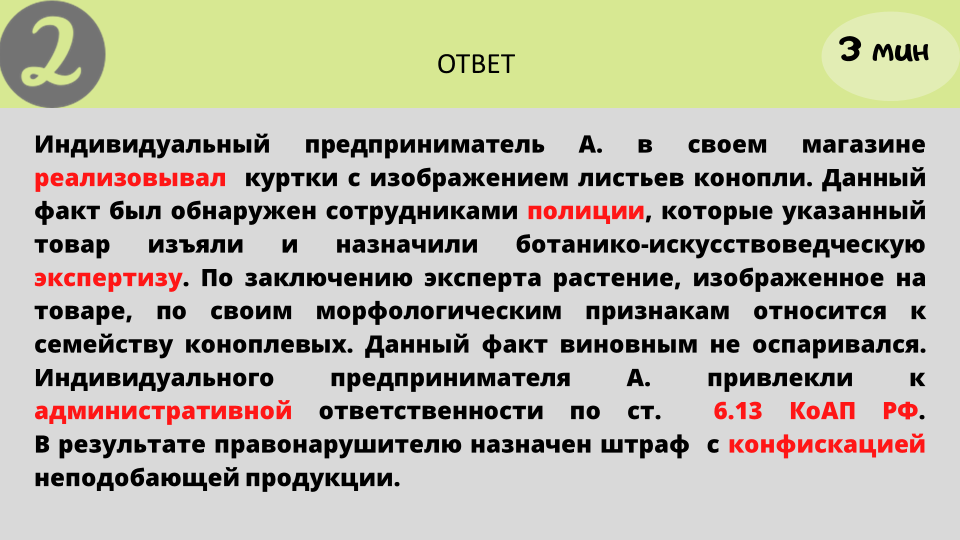 2
ОТВЕТ
3 мин
Индивидуальный предприниматель А. в своем магазине
реализовывал куртки с изображением листьев конопли. Данный
факт был обнаружен сотрудниками полиции, которые указанный
товар изъяли и назначили ботанико-искусствоведческую
экспертизу. По заключению эксперта растение, изображенное на
товаре, по своим морфологическим признакам относится к
семейству коноплевых. Данный факт виновным не оспаривался.
Индивидуального предпринимателя А. привлекли к
административной ответственности по ст. 6.13 КоАП РФ.
В результате правонарушителю назначен штраф с конфискацией
неподобающей продукции.